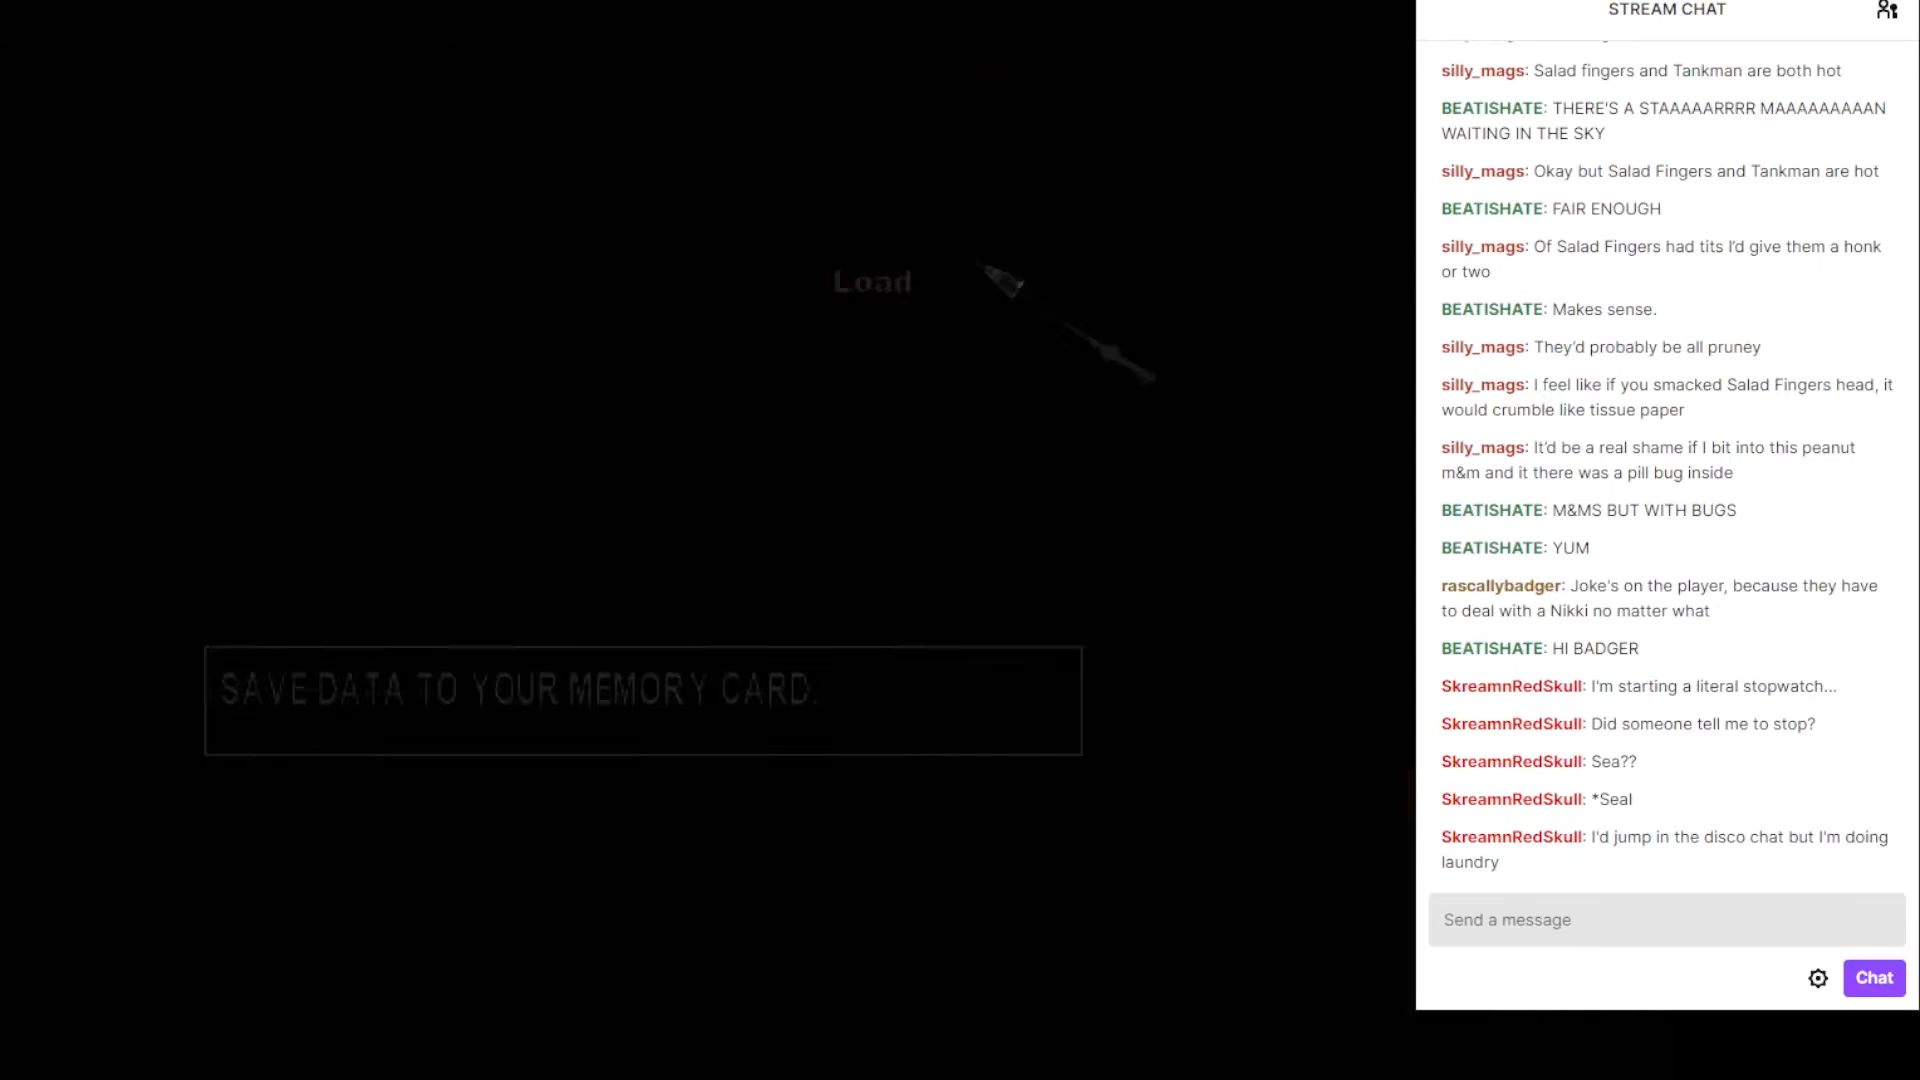 Load
SAVE DATA TO YOUR MEMORY CARD.
STREAM CHAT
silly_mags: Salad fingers and Tankman are both hot
BEATISHATE: THERE'S A STAAAAARRRR MAAAAAAAAAN
WAITING IN THE SKY
silly_mags: Okay but Salad Fingers and Tankman are hot
BEATISHATE: FAIR ENOUGH
silly_mags: Of Salad Fingers had tits I'd give them a honk
or two
BEATISHATE: Makes sense.
silly_mags: They'd probably be all pruney
silly_mags: I feel like if you smacked Salad Fingers head, it
would crumble like tissue paper
silly_mags: It'd be a real shame if I bit into this peanut
m&m and it there was a pill bug inside
BEATISHATE: M&MS BUT WITH BUGS
BEATISHATE: YUM
rascallybadger: Joke's on the player, because they have
to deal with a Nikki no matter what
BEATISHATE: HI BADGER
SkreamnRedSkull: I'm starting a literal stopwatch...
SkreamnRedSkull: Did someone tell me to stop?
SkreamnRedSkull: Sea??
SkreamnRedSkull: *Seal
SkreamnRedSkull: I'd jump in the disco chat but I'm doing
laundry
Send a message
Chat